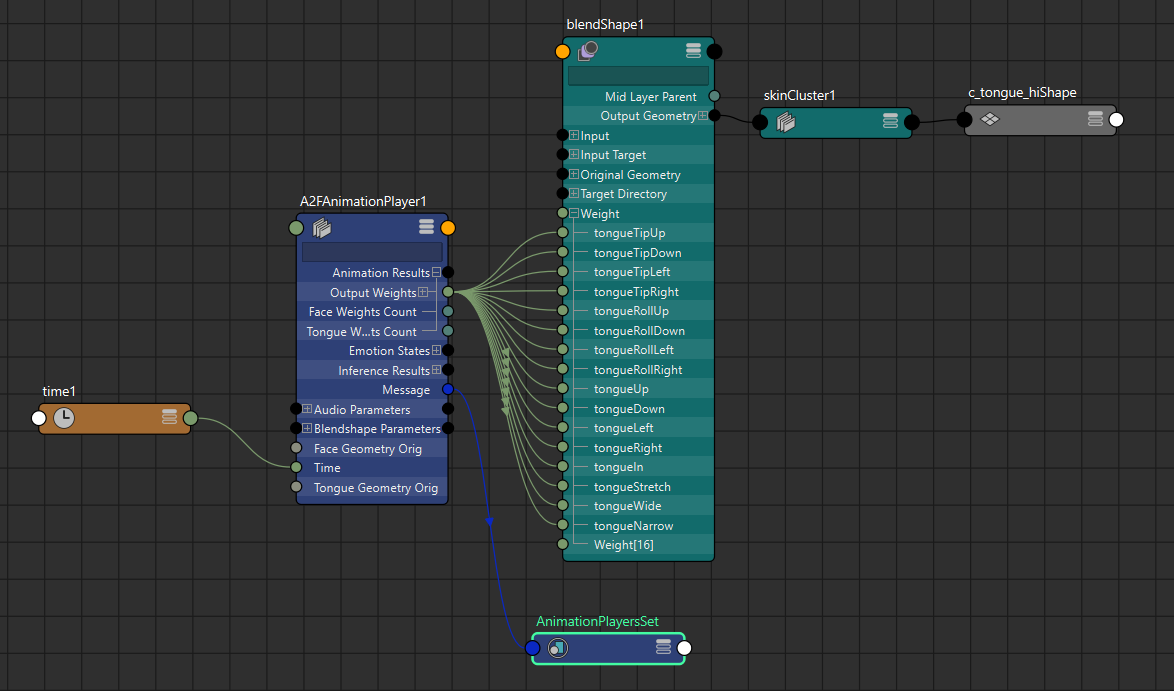 blendShape1
Mid Layer Parent
Output Geometry
Input
Input Target
Original Geometry
Target Directory
Weight
tongueTipUp
tongueTipDown
tongueTipLeft
tongueTipRight
tongueRollUp
tongueRollDown
tongueRollLeft
tongueRollRight
tongueUp
tongueDown
tongueLeft
tongueRight
tongueIn
tongueStretch
tongueWide
tongueNarrow
Weight[16]
skinCluster1
c_tongue_hiShape
A2FAnimationPlayer1
Animation Results
Output Weights
Face Weights Count
Tongue W...ts Count
Emotion States
Inference Results
Message
Audio Parameters
Blendshape Parameters
Face Geometry Orig
Time
Tongue Geometry Orig
time1
AnimationPlayersSet